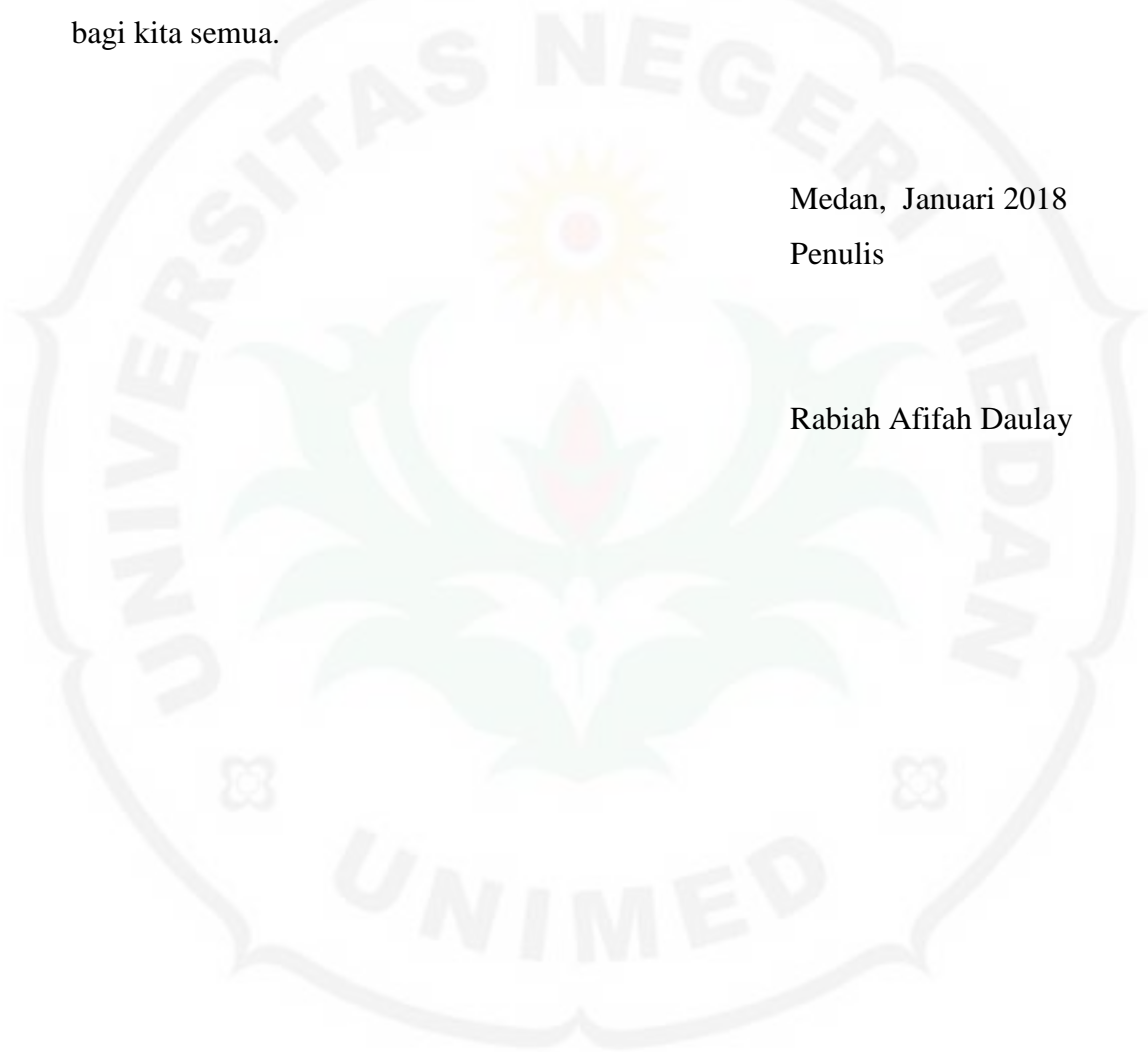 bagi kita semua.
Medan,  Januari 2018
Penulis
Rabiah Afifah Daulay
UNIVERSITAS NEGERI MEDAN
UNIMED